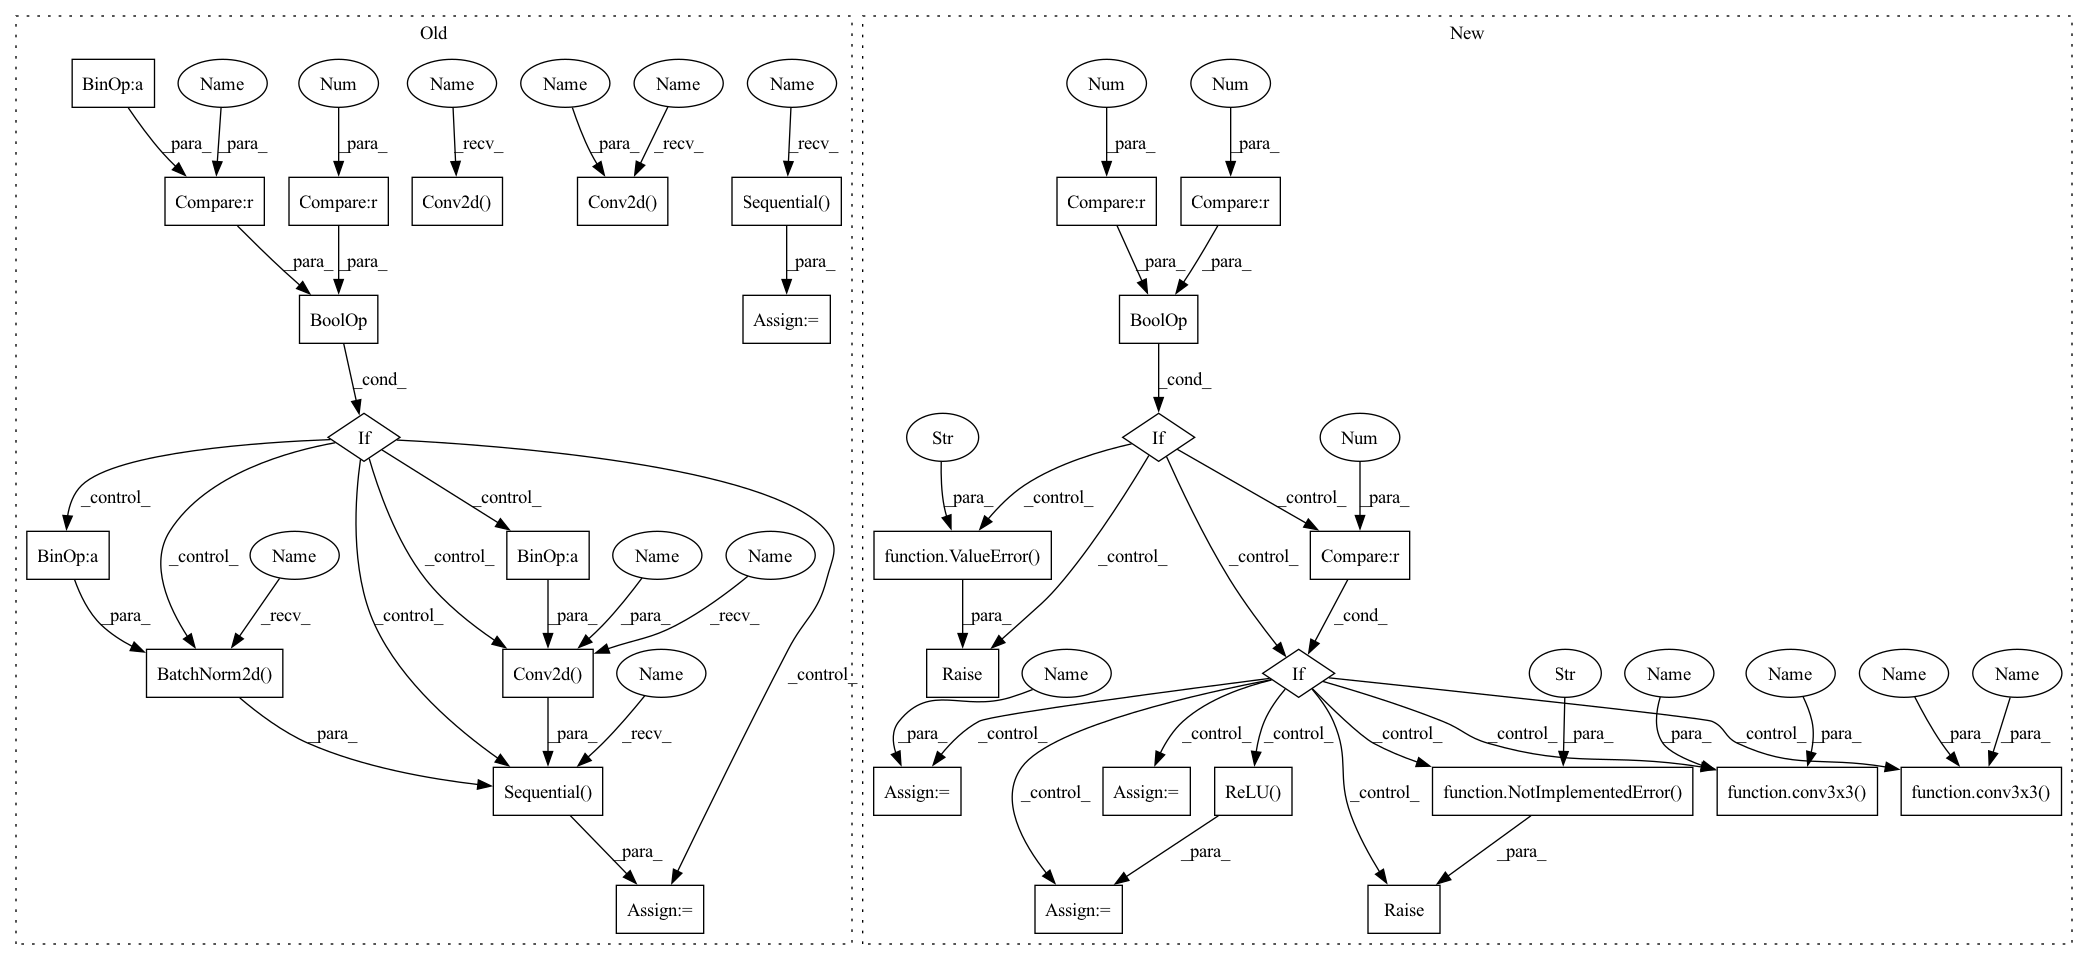 Old
New
BinOp:a
Name
Num
Name
Name
Name
Name
Num
Num
_para_
_para_
_para_
_recv_
_para_
_recv_
_recv_
_para_
_para_
Compare:r
Compare:r
Conv2d()
Conv2d()
Sequential()
Compare:r
Compare:r
_para_
_para_
_para_
_para_
_para_
BoolOp
Assign:=
BoolOp
_cond_
_cond_
If
Str
If
Num
_control_
_control_
_para_
_control_
_control_
_para_
BinOp:a
_control_
Name
_control_
BinOp:a
Name
Name
function.ValueError()
_control_
_control_
Compare:r
_para_
_recv_
_control_
_para_
_para_
_recv_
_para_
_cond_
BatchNorm2d()
Conv2d()
Name
_control_
Raise
Name
If
Str
Name
Name
Name
Name
_para_
_para_
_recv_
_para_
_control_
_control_
_control_
_control_
_para_
_control_
_para_
_para_
_control_
_para_
_para_
Sequential()
Assign:=
_control_
Assign:=
ReLU()
_control_
function.NotImplementedError()
function.conv3x3()
function.conv3x3()
_para_
_para_
_para_
Assign:=
Assign:=
Raise